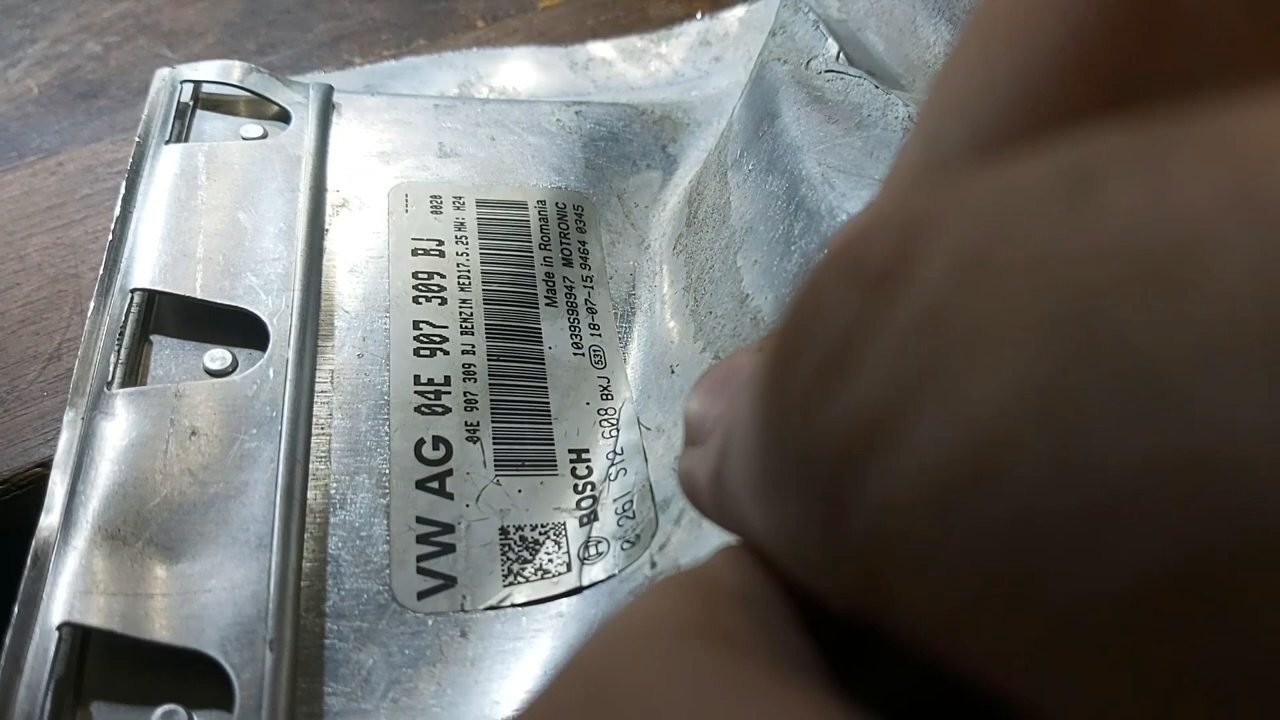 VW AG 04E 907 309 BJ
0020
04E 907 309 BJ BENZIN MED17.5.25 HW: H24
Made in Romania
1039S98947 MOTRONIC
BOSCH
531 18-07-15 9464 0345
0 261 S12 608 BXJ